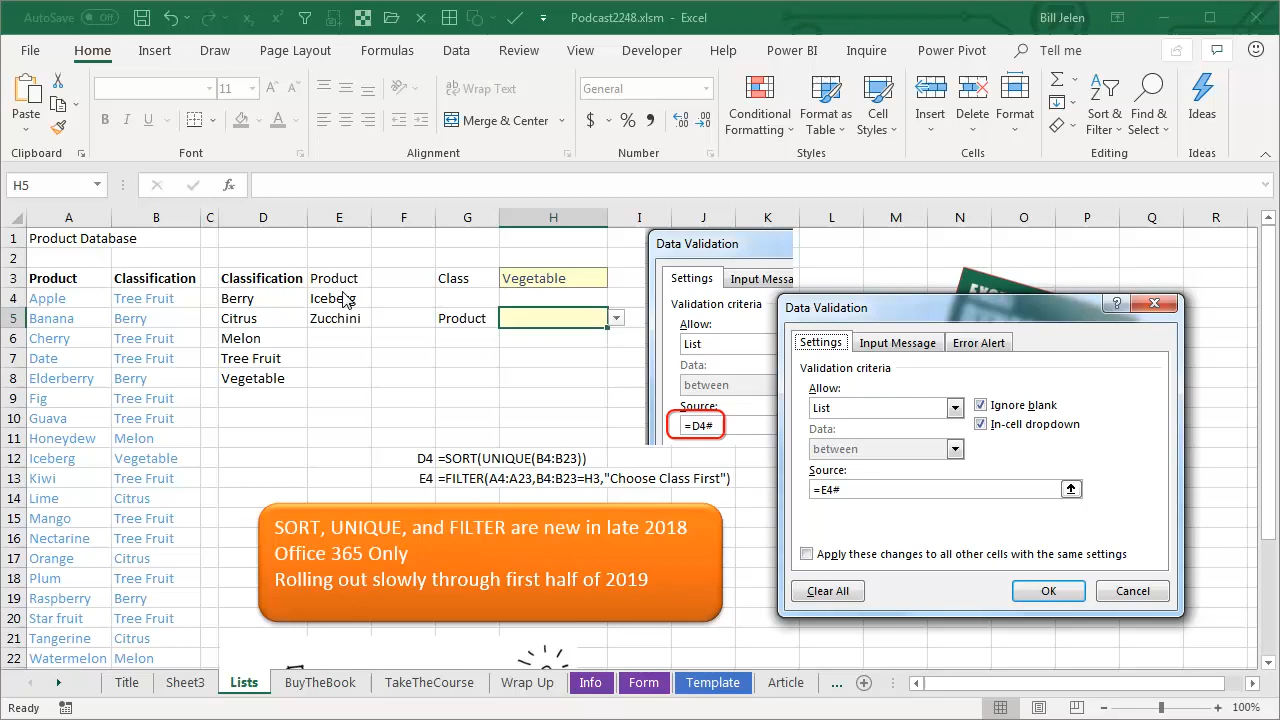 AutoSave Off Podcast2248.xlsm - Excel Bill Jelen
File Home Insert Draw Page Layout Formulas Data Review View Developer Help Power BI Inquire Power Pivot Tell me
Paste 11 Wrap Text Merge & Center General $ % Conditional Formatting Format as Table Cell Styles Insert Delete Format Sort & Filter Find & Select Ideas
Clipboard Font Alignment Number Styles Cells Editing Ideas
H5 fx
A B C D E F G H I J K L M N O P Q R
1 Product Database
2
3 Product Classification Classification Product Class Vegetable
4 Apple Tree Fruit Berry Iceberg
5 Banana Berry Citrus Zucchini Product
6 Cherry Tree Fruit Melon
7 Date Tree Fruit Tree Fruit
8 Elderberry Berry Vegetable
9 Fig Tree Fruit
10 Guava Tree Fruit
11 Honeydew Melon
12 Iceberg Vegetable D4 =SORT(UNIQUE(B4:B23))
13 Kiwi Tree Fruit E4 =FILTER(A4:A23,B4:B23=H3,"Choose Class First")
14 Lime Citrus
15 Mango Tree Fruit
16 Nectarine Tree Fruit
17 Orange Citrus
18 Plum Tree Fruit
19 Raspberry Berry
20 Star fruit Tree Fruit
21 Tangerine Citrus
22 Watermelon Melon
SORT, UNIQUE, and FILTER are new in late 2018
Office 365 Only
Rolling out slowly through first half of 2019
Data Validation
Settings Input Messa
Validation criteria
Allow:
List
Data:
between
Source:
=D4#
Data Validation
Settings Input Message Error Alert
Validation criteria
Allow:
List Ignore blank
Data: In-cell dropdown
between
Source:
=E4#
Apply these changes to all other cells with the same settings
Clear All OK Cancel
Title Sheet3 Lists BuyTheBook TakeTheCourse Wrap Up Info Form Template Article ...
Ready 100%